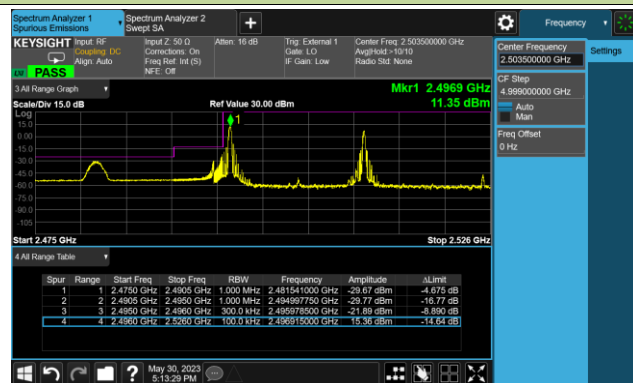 Spectrum Analyzer 1
Spurious Emissions
Spectrum Analyzer 2
Swept SA
Frequency
KEYSIGHT
Input: RF
Coupling: DC
Align: Auto
Input Z: 50 Ω
Corrections: On
Freq Ref: Int (S)
NFE: Off
Atten: 16 dB
Trig: External 1
Gate: LO
IF Gain: Low
Center Freq: 2.503500000 GHz
Avg|Hold:>10/10
Radio Std: None
PASS
Center Frequency
2.503500000 GHz
Settings
CF Step
4.999000000 GHz
Auto
Man
Freq Offset
0 Hz
3 All Range Graph
Mkr1 2.4969 GHz
Scale/Div 15.0 dB
Ref Value 30.00 dBm
11.35 dBm
Log
1
15.0
0.00
-15.0
-30.0
-45.0
-60.0
-75.0
-90.0
-105
Start 2.475 GHz
Stop 2.526 GHz
4 All Range Table
Spur Range Start Freq Stop Freq RBW Frequency Amplitude ΔLimit
1 1 2.4750 GHz 2.4905 GHz 1.000 MHz 2.481541000 GHz -29.67 dBm -4.675 dB
2 2 2.4905 GHz 2.4950 GHz 1.000 MHz 2.494997750 GHz -29.77 dBm -16.77 dB
3 3 2.4950 GHz 2.4960 GHz 300.0 kHz 2.495978500 GHz -21.89 dBm -8.890 dB
4 4 2.4960 GHz 2.5260 GHz 100.0 kHz 2.496915000 GHz 15.36 dBm -14.64 dB
May 30, 2023
5:13:29 PM